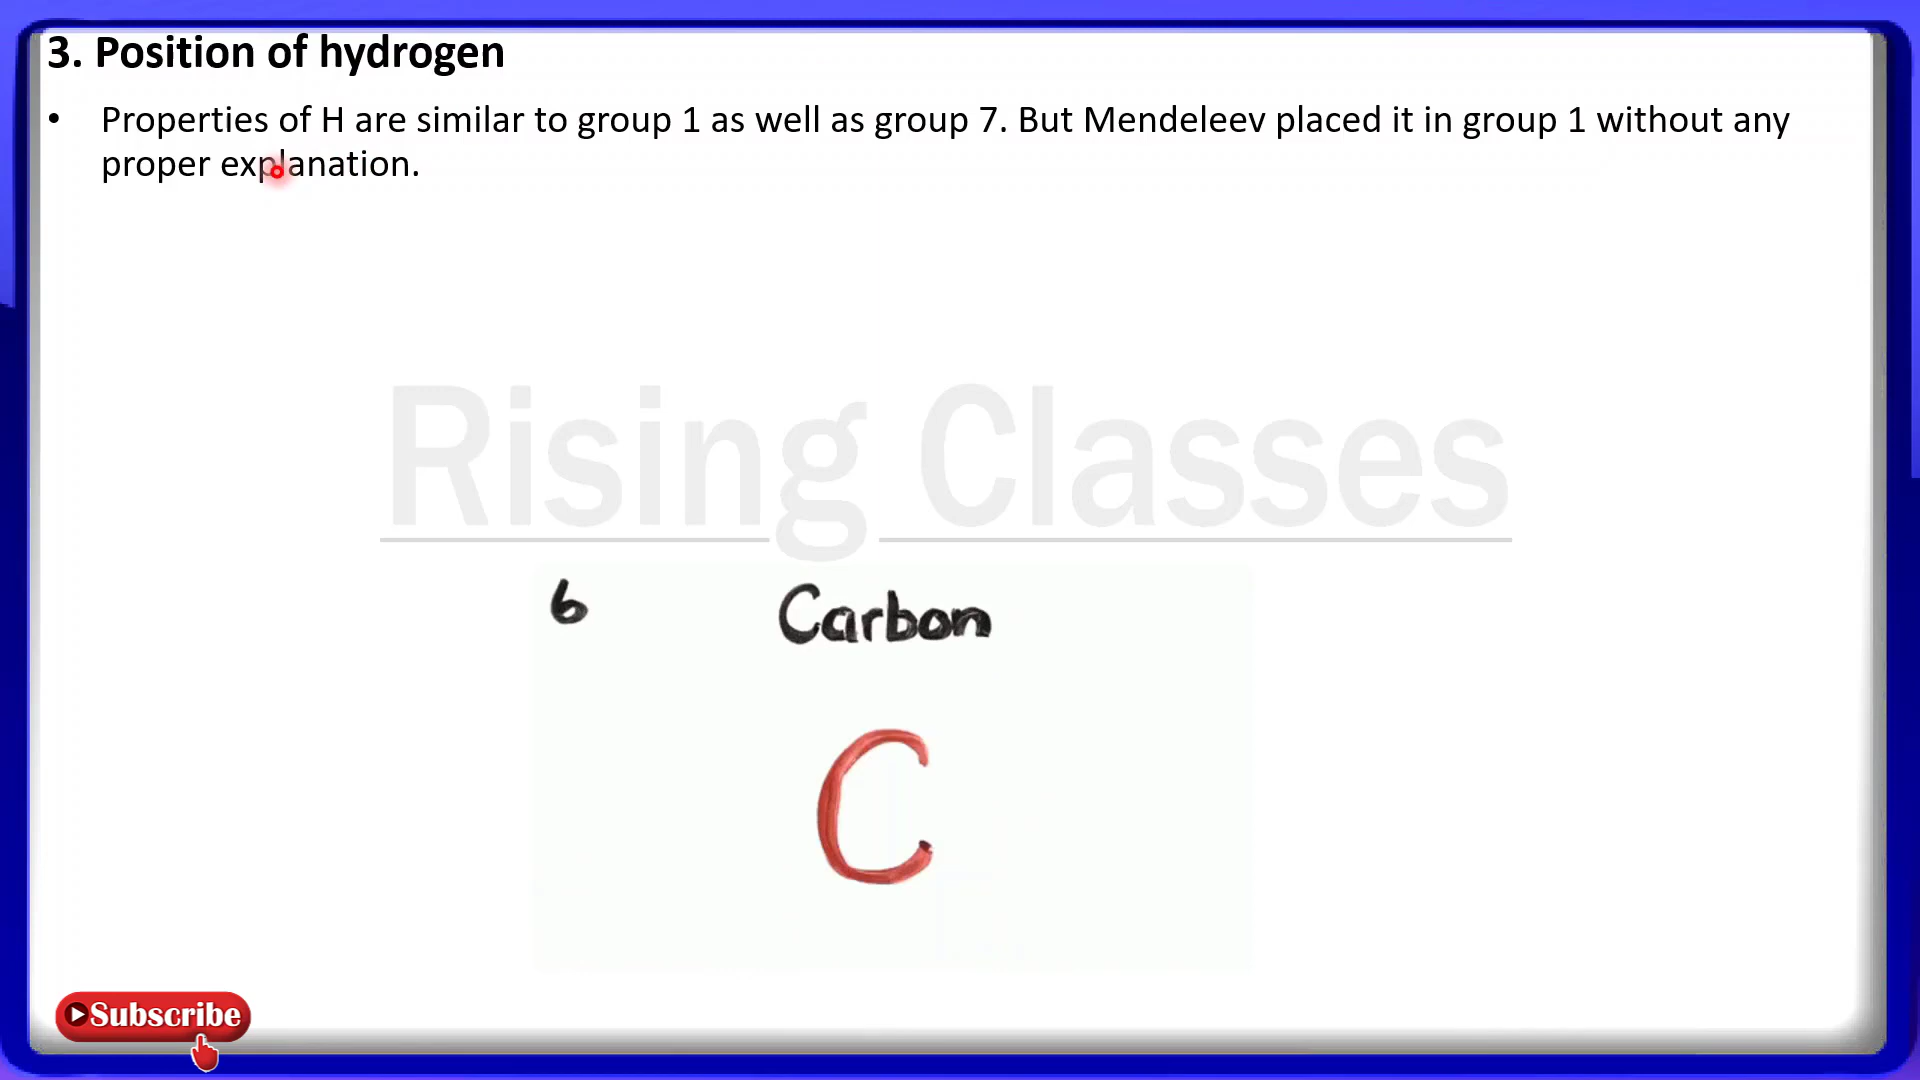 3. Position of hydrogen
• Properties of H are similar to group 1 as well as group 7. But Mendeleev placed it in group 1 without any
proper explanation.
Rising Classes
6 Carbon
C
Subscribe